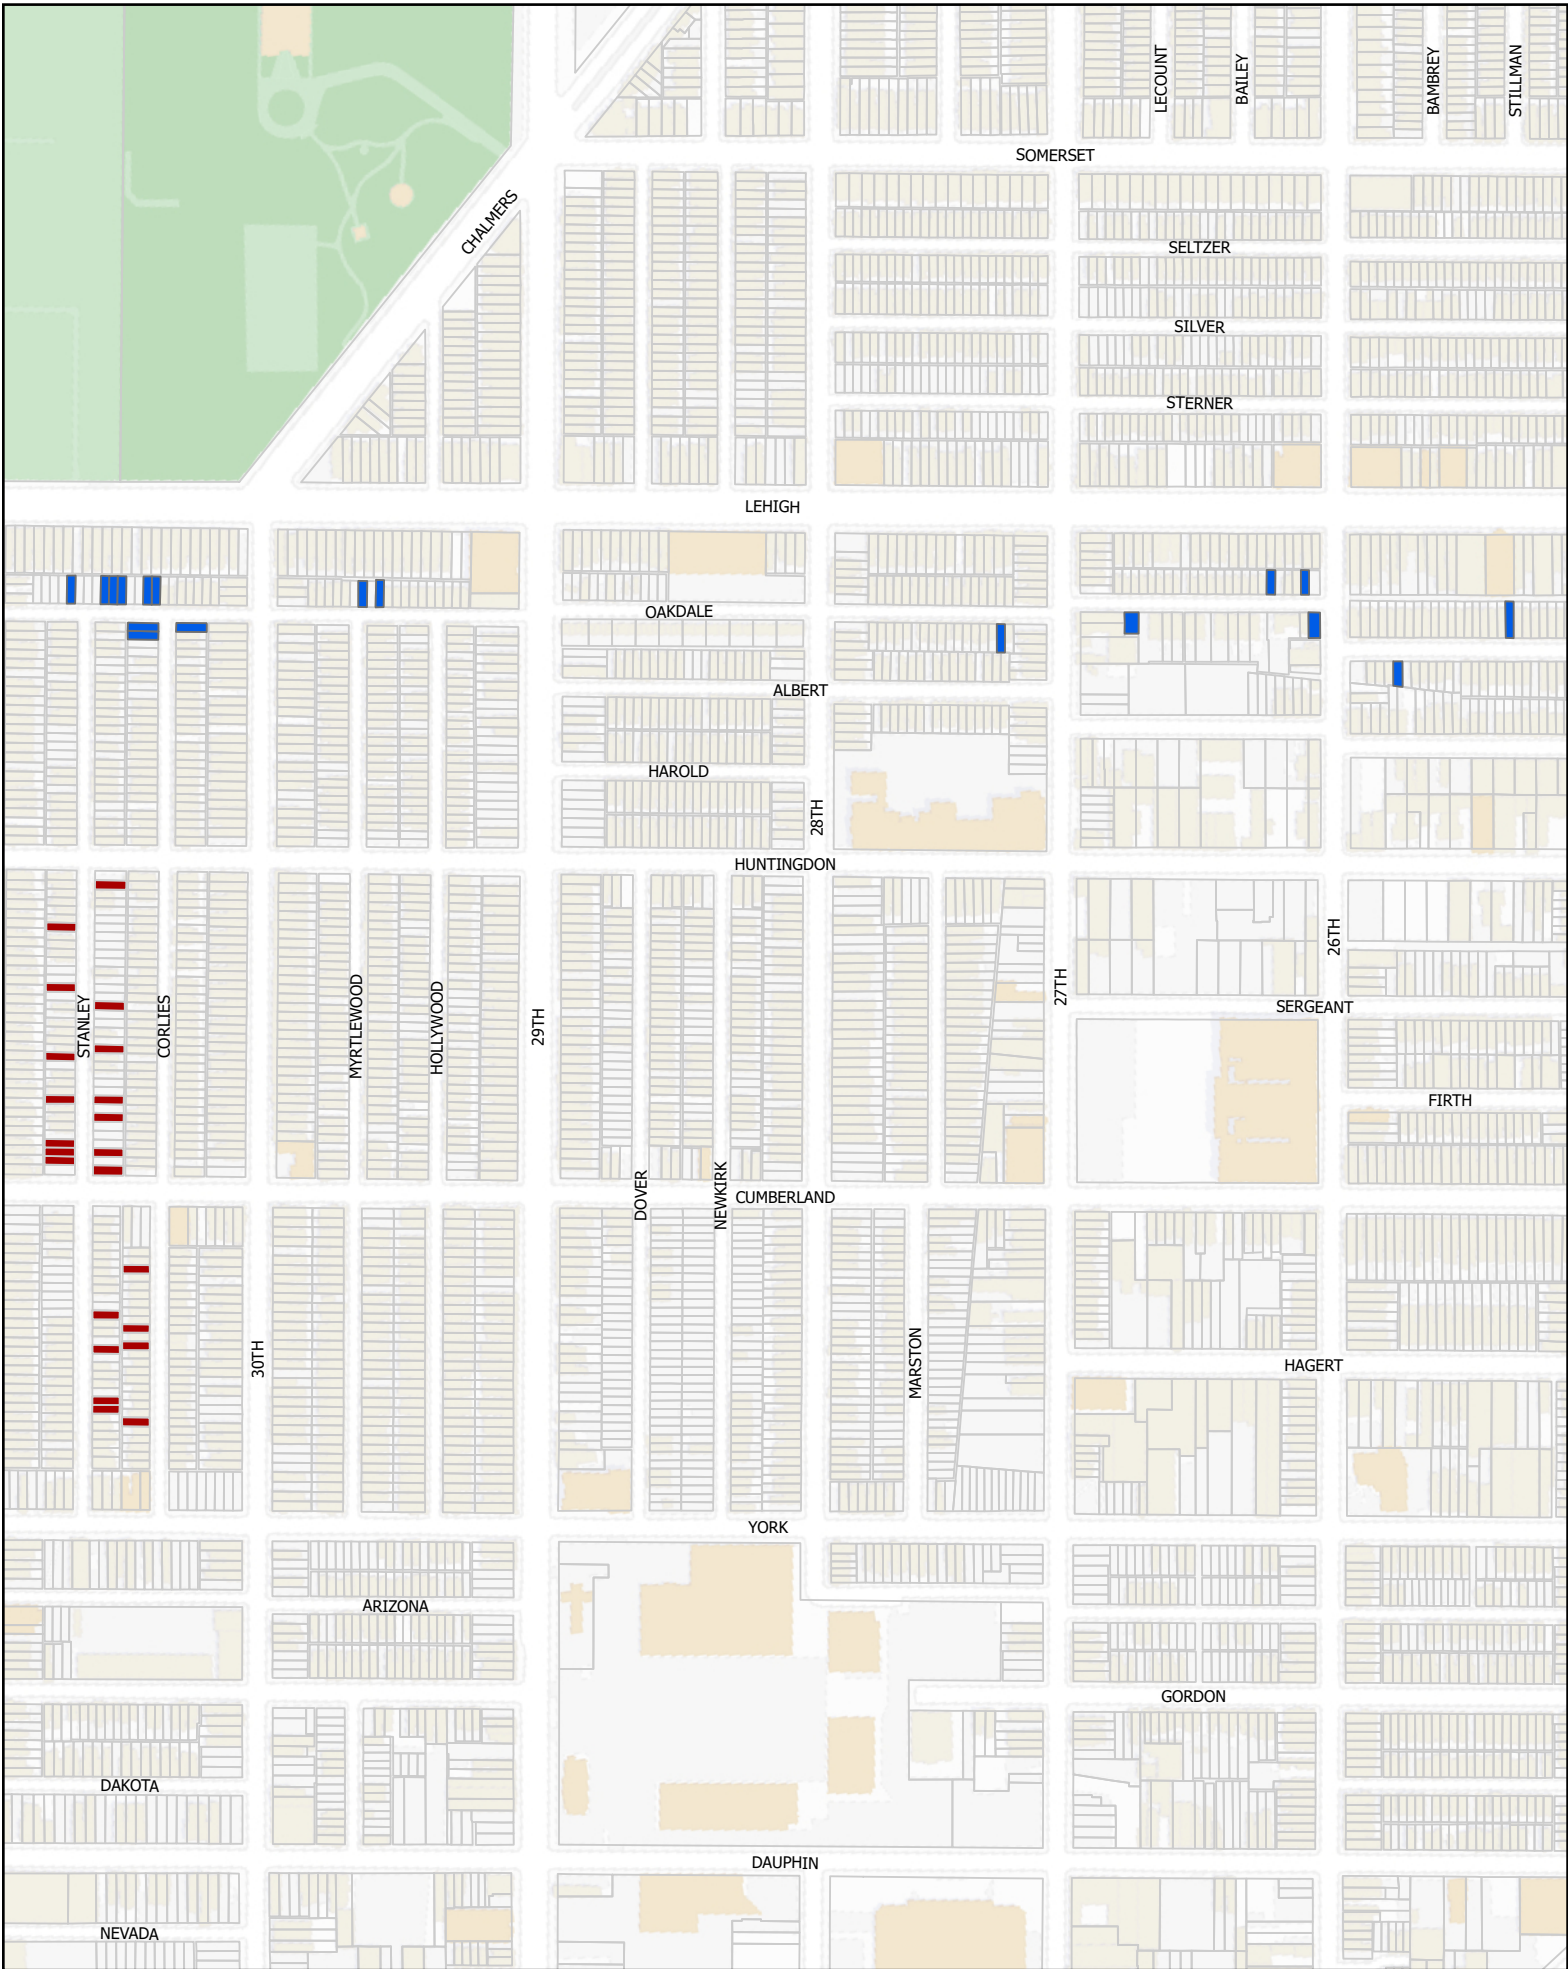 LECOUNT
BAILEY
BAMBREY
STILLMAN
SOMERSET
CHALMERS
SELTZER
SILVER
STERNER
LEHIGH
OAKDALE
ALBERT
HAROLD
28TH
HUNTINGDON
26TH
27TH
SERGEANT
STANLEY
CORLIES
MYRTLEWOOD
HOLLYWOOD
29TH
FIRTH
DOVER
NEWKIRK
CUMBERLAND
30TH
MARSTON
HAGERT
YORK
ARIZONA
GORDON
DAKOTA
DAUPHIN
NEVADA